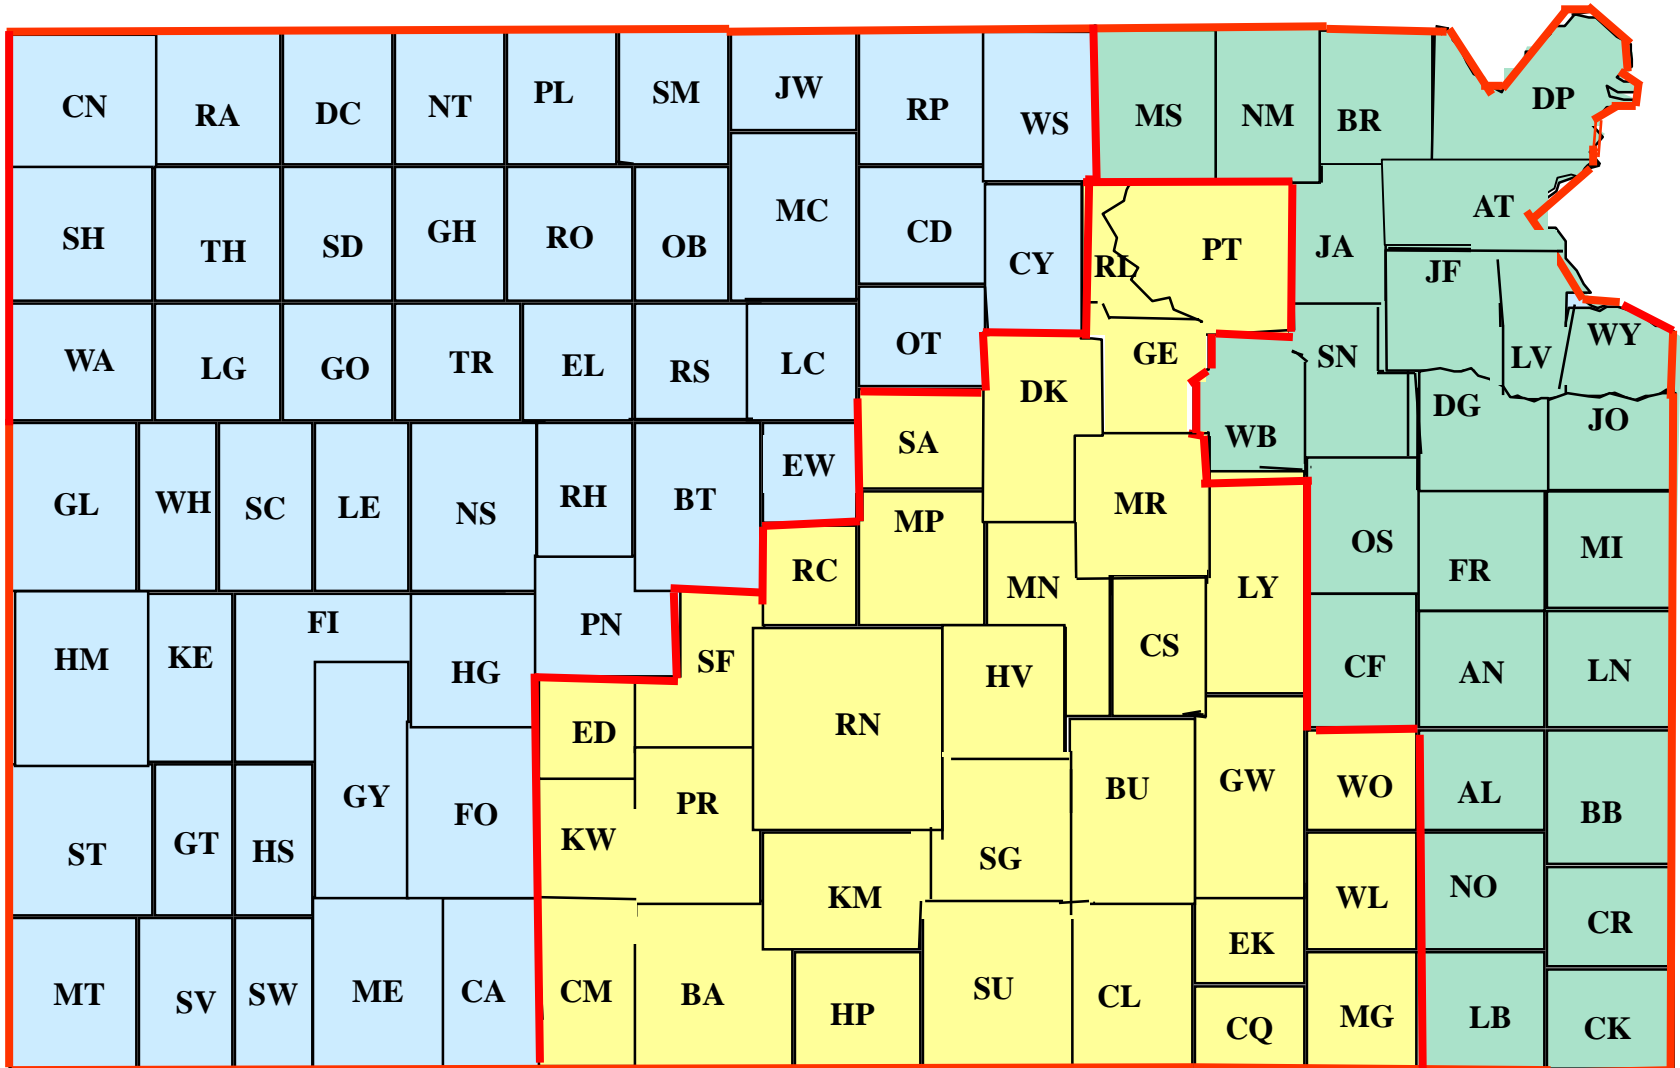 CN RA DC NT PL SM JW RP WS MS NM BR DP
SH TH SD GH RO OB MC CD CY RL PT JA AT
JF
WA LG GO TR EL RS LC OT DK GE SN LV WY
GL WH SC LE NS RH BT EW SA WB DG JO
MP MR OS MI
HM KE FI HG PN SF RC MN CS LY FR
ED RN HV CF AN LN
ST GT HS GY FO KW PR KM SG BU GW WO AL BB
WL NO CR
MT SV SW ME CA CM BA HP SU CL EK
CQ MG LB CK